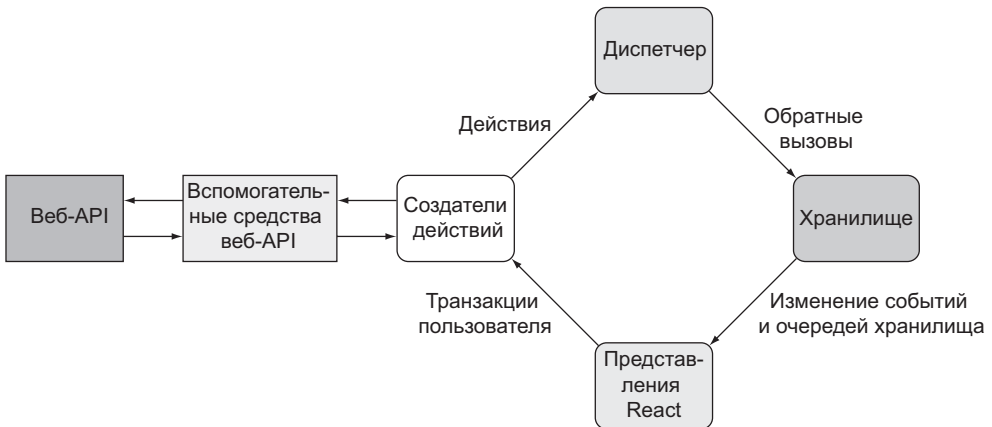 Диспетчер
Действия
Обратные
вызовы
Веб-API
Вспомогатель-
ные средства
веб-API
Создатели
действий
Хранилище
Транзакции
пользователя
Изменение событий
и очередей хранилища
Представ-
ления
React